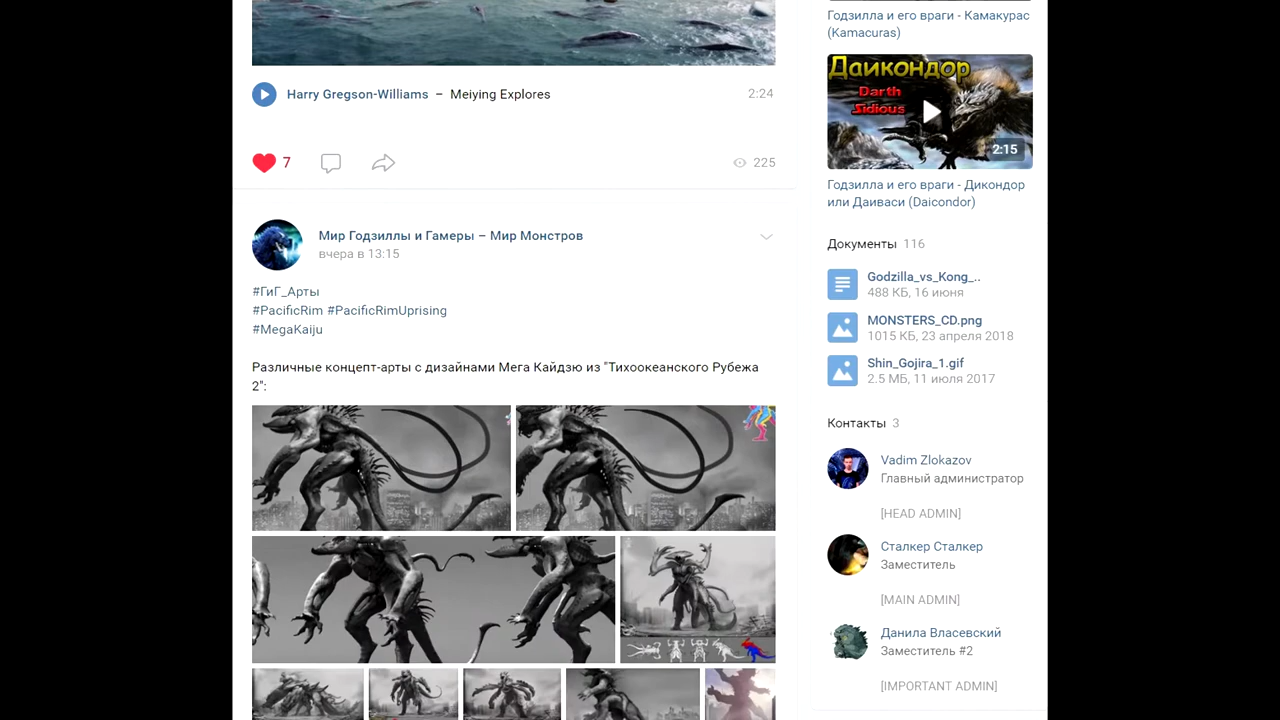 Harry Gregson-Williams – Meiying Explores
2:24
7
225
Мир Годзиллы и Гамеры – Мир Монстров
вчера в 13:15
#ГиГ_Арты
#PacificRim #PacificRimUprising
#MegaKaiju
Различные концепт-арты с дизайнами Мега Кайдзю из "Тихоокеанского Рубежа
2":
Годзилла и его враги - Камакурас
(Kamacuras)
Даикондор
Darth
Sidious
2:15
Годзилла и его враги - Дикондор
или Даиваси (Daicondor)
Документы 116
Godzilla_vs_Kong_..
488 КБ, 16 июня
MONSTERS_CD.png
1015 КБ, 23 апреля 2018
Shin_Gojira_1.gif
2.5 МБ, 11 июля 2017
Контакты 3
Vadim Zlokazov
Главный администратор
[HEAD ADMIN]
Сталкер Сталкер
Заместитель
[MAIN ADMIN]
Данила Власевский
Заместитель #2
[IMPORTANT ADMIN]